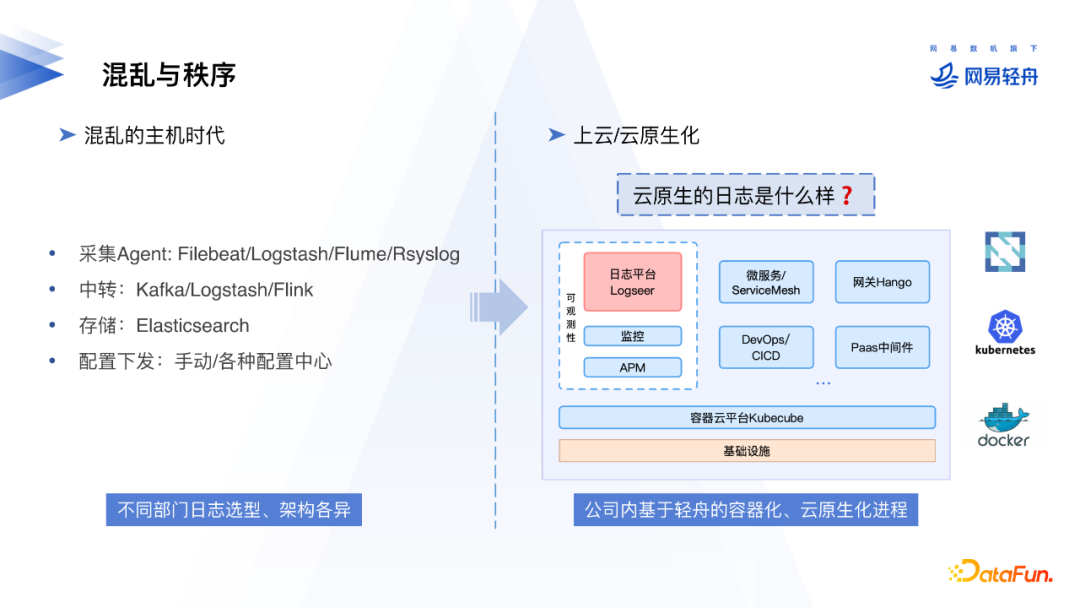 网易数帆旗下
网易轻舟
混乱与秩序
混乱的主机时代
采集Agent: Filebeat/Logstash/Flume/Rsyslog
中转：Kafka/Logstash/Flink
存储：Elasticsearch
配置下发：手动/各种配置中心
不同部门日志选型、架构各异
上云/云原生化
云原生的日志是什么样？
可观测性
日志平台
Logseer
监控
APM
微服务/
ServiceMesh
网关Hango
DevOps/
CICD
Paas中间件
...
容器云平台Kubecube
基础设施
公司内基于轻舟的容器化、云原生化进程
kubernetes
docker
DataFun.